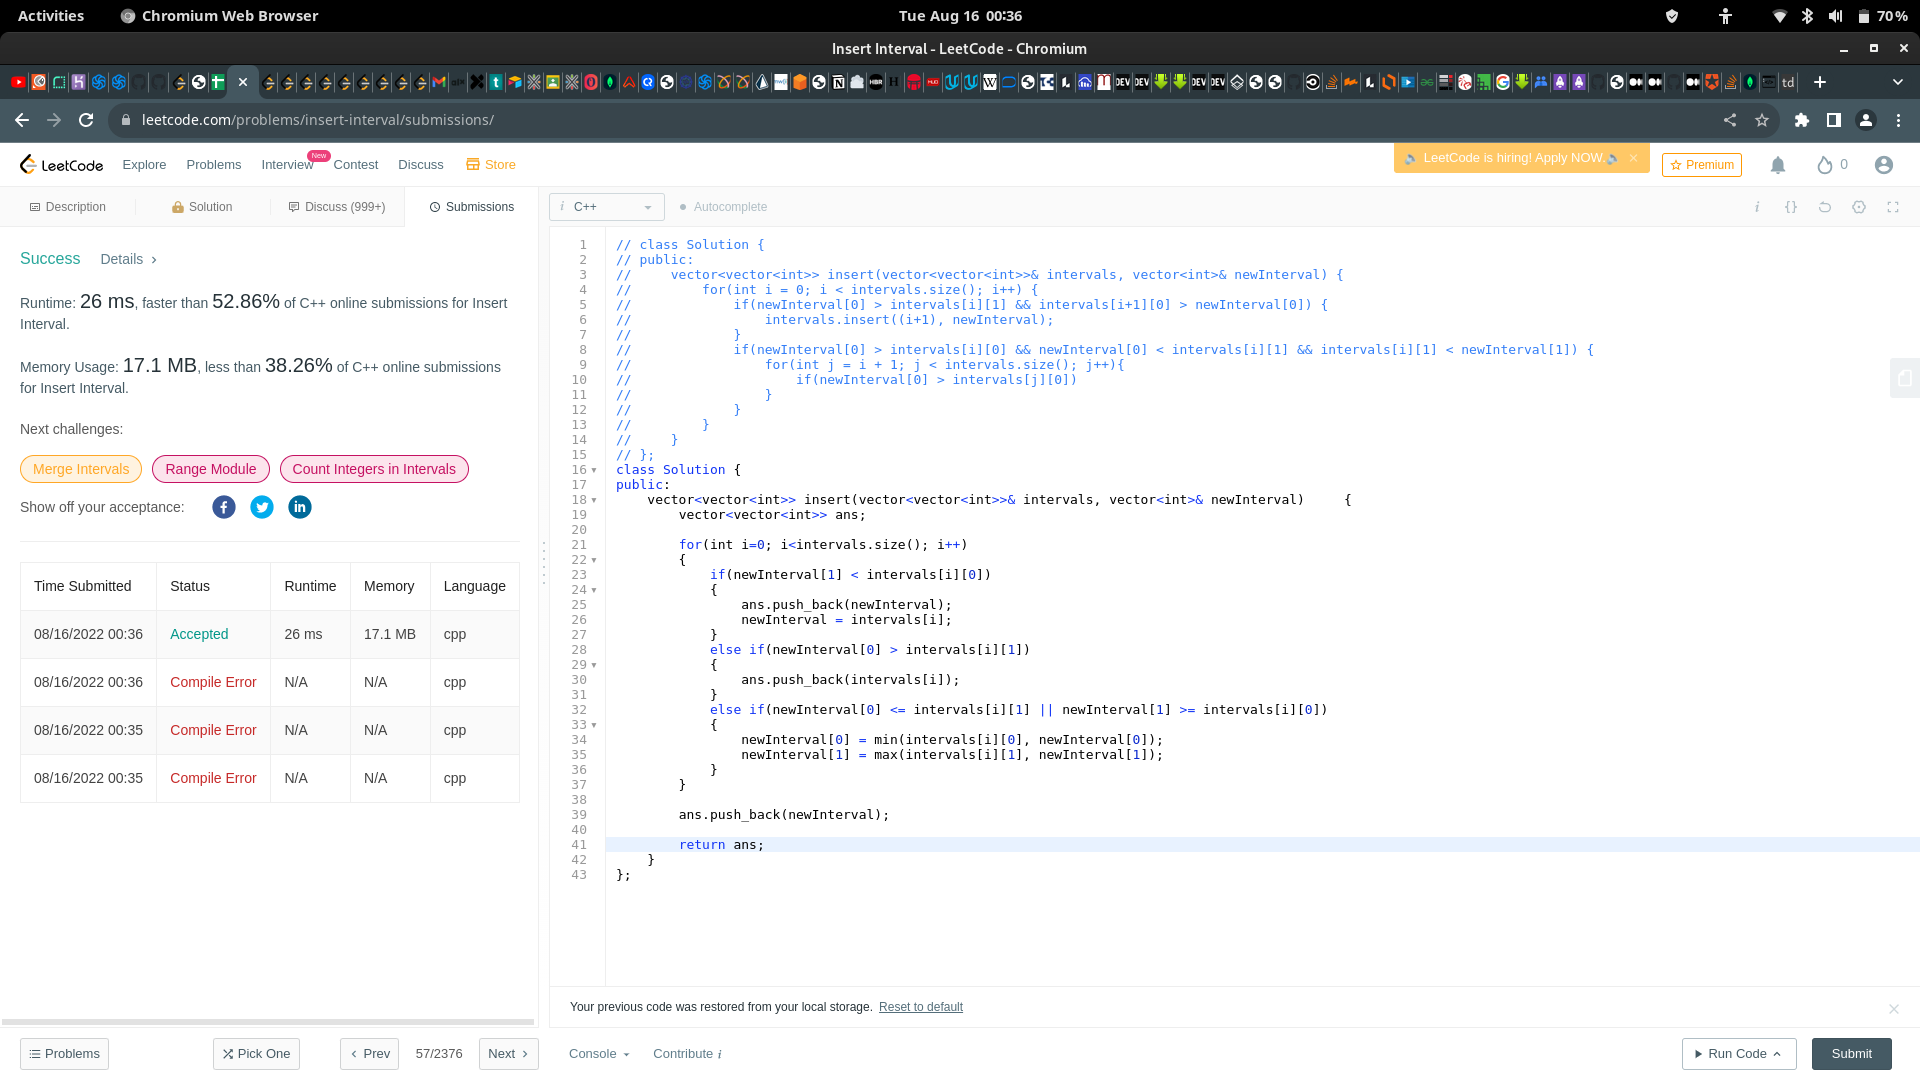 Activities
Chromium Web Browser
Tue Aug 16  00:36
70 %
Insert Interval - LeetCode - Chromium
leetcode.com/problems/insert-interval/submissions/
LeetCode
Explore
Problems
Interview
New
Contest
Discuss
Store
LeetCode is hiring! Apply NOW.
Premium
0
Description
Solution
Discuss (999+)
Submissions
i C++
Autocomplete
Success
Details
Runtime: 26 ms, faster than 52.86% of C++ online submissions for Insert
Interval.
Memory Usage: 17.1 MB, less than 38.26% of C++ online submissions
for Insert Interval.
Next challenges:
Merge Intervals
Range Module
Count Integers in Intervals
Show off your acceptance:
Time Submitted Status Runtime Memory Language
08/16/2022 00:36 Accepted 26 ms 17.1 MB cpp
08/16/2022 00:36 Compile Error N/A N/A cpp
08/16/2022 00:35 Compile Error N/A N/A cpp
08/16/2022 00:35 Compile Error N/A N/A cpp
1 // class Solution {
2 // public:
3 //     vector<vector<int>> insert(vector<vector<int>>& intervals, vector<int>& newInterval) {
4 //         for(int i = 0; i < intervals.size(); i++) {
5 //             if(newInterval[0] > intervals[i][1] && intervals[i+1][0] > newInterval[0]) {
6 //                 intervals.insert((i+1), newInterval);
7 //             }
8 //             if(newInterval[0] > intervals[i][0] && newInterval[0] < intervals[i][1] && intervals[i][1] < newInterval[1]) {
9 //                 for(int j = i + 1; j < intervals.size(); j++){
10 //                     if(newInterval[0] > intervals[j][0])
11 //                 }
12 //             }
13 //         }
14 //     }
15 // };
16 class Solution {
17 public:
18     vector<vector<int>> insert(vector<vector<int>>& intervals, vector<int>& newInterval)     {
19         vector<vector<int>> ans;
20
21         for(int i=0; i<intervals.size(); i++)
22         {
23             if(newInterval[1] < intervals[i][0])
24             {
25                 ans.push_back(newInterval);
26                 newInterval = intervals[i];
27             }
28             else if(newInterval[0] > intervals[i][1])
29             {
30                 ans.push_back(intervals[i]);
31             }
32             else if(newInterval[0] <= intervals[i][1] || newInterval[1] >= intervals[i][0])
33             {
34                 newInterval[0] = min(intervals[i][0], newInterval[0]);
35                 newInterval[1] = max(intervals[i][1], newInterval[1]);
36             }
37         }
38
39         ans.push_back(newInterval);
40
41         return ans;
42     }
43 };
Your previous code was restored from your local storage. Reset to default
Problems
Pick One
Prev
57/2376
Next
Console
Contribute i
Run Code
Submit